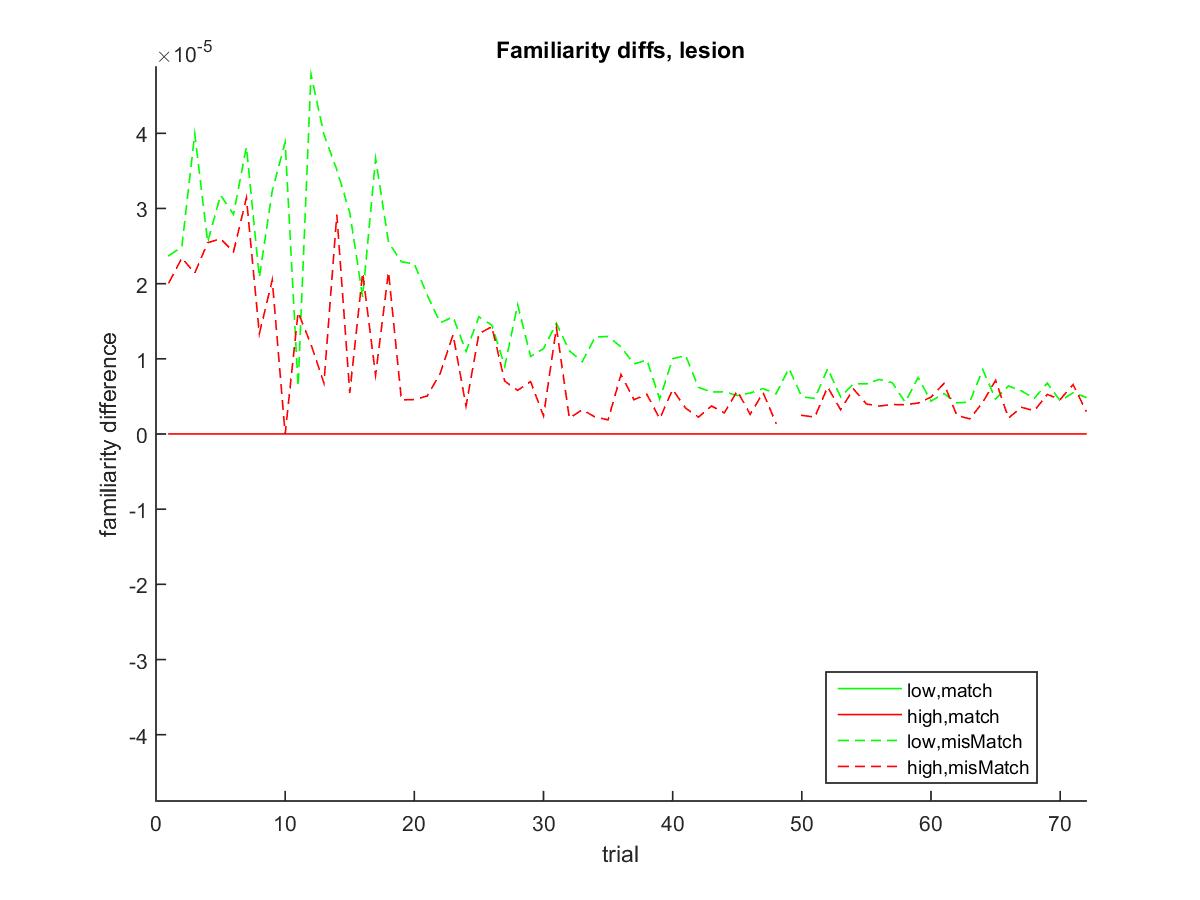 Familiarity diffs, lesion
×10-5
4
3
2
1
0
-1
-2
-3
-4
familiarity difference
0 10 20 30 40 50 60 70
trial
low,match
high,match
low,misMatch
high,misMatch